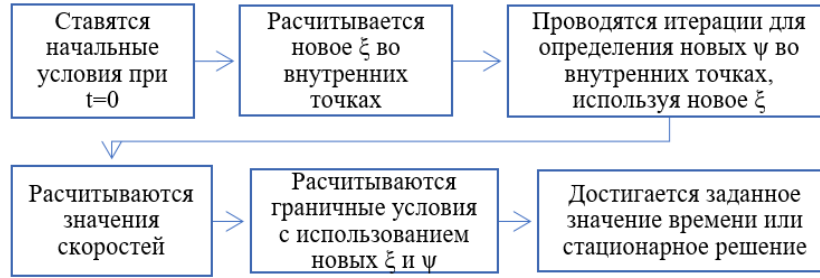 Ставятся
начальные
условия при
t=0
Расчитывается
новое ξ во
внутренних
точках
Проводятся итерации для
определения новых ψ во
внутренних точках,
используя новое ξ
Расчитываются
значения
скоростей
Расчитываются
граничные условия
с использованием
новых ξ и ψ
Достигается заданное
значение времени или
стационарное решение